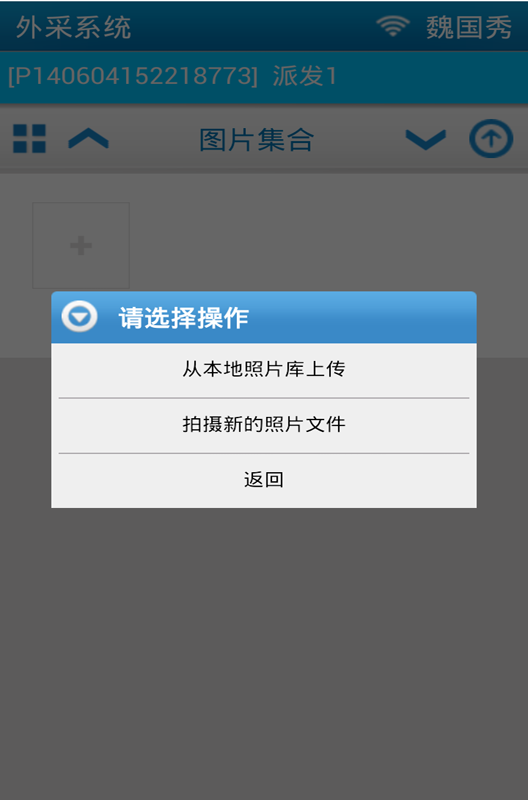 外采系统 魏国秀
[P140604152218773] 派发1
图片集合
请选择操作
从本地照片库上传
拍摄新的照片文件
返回